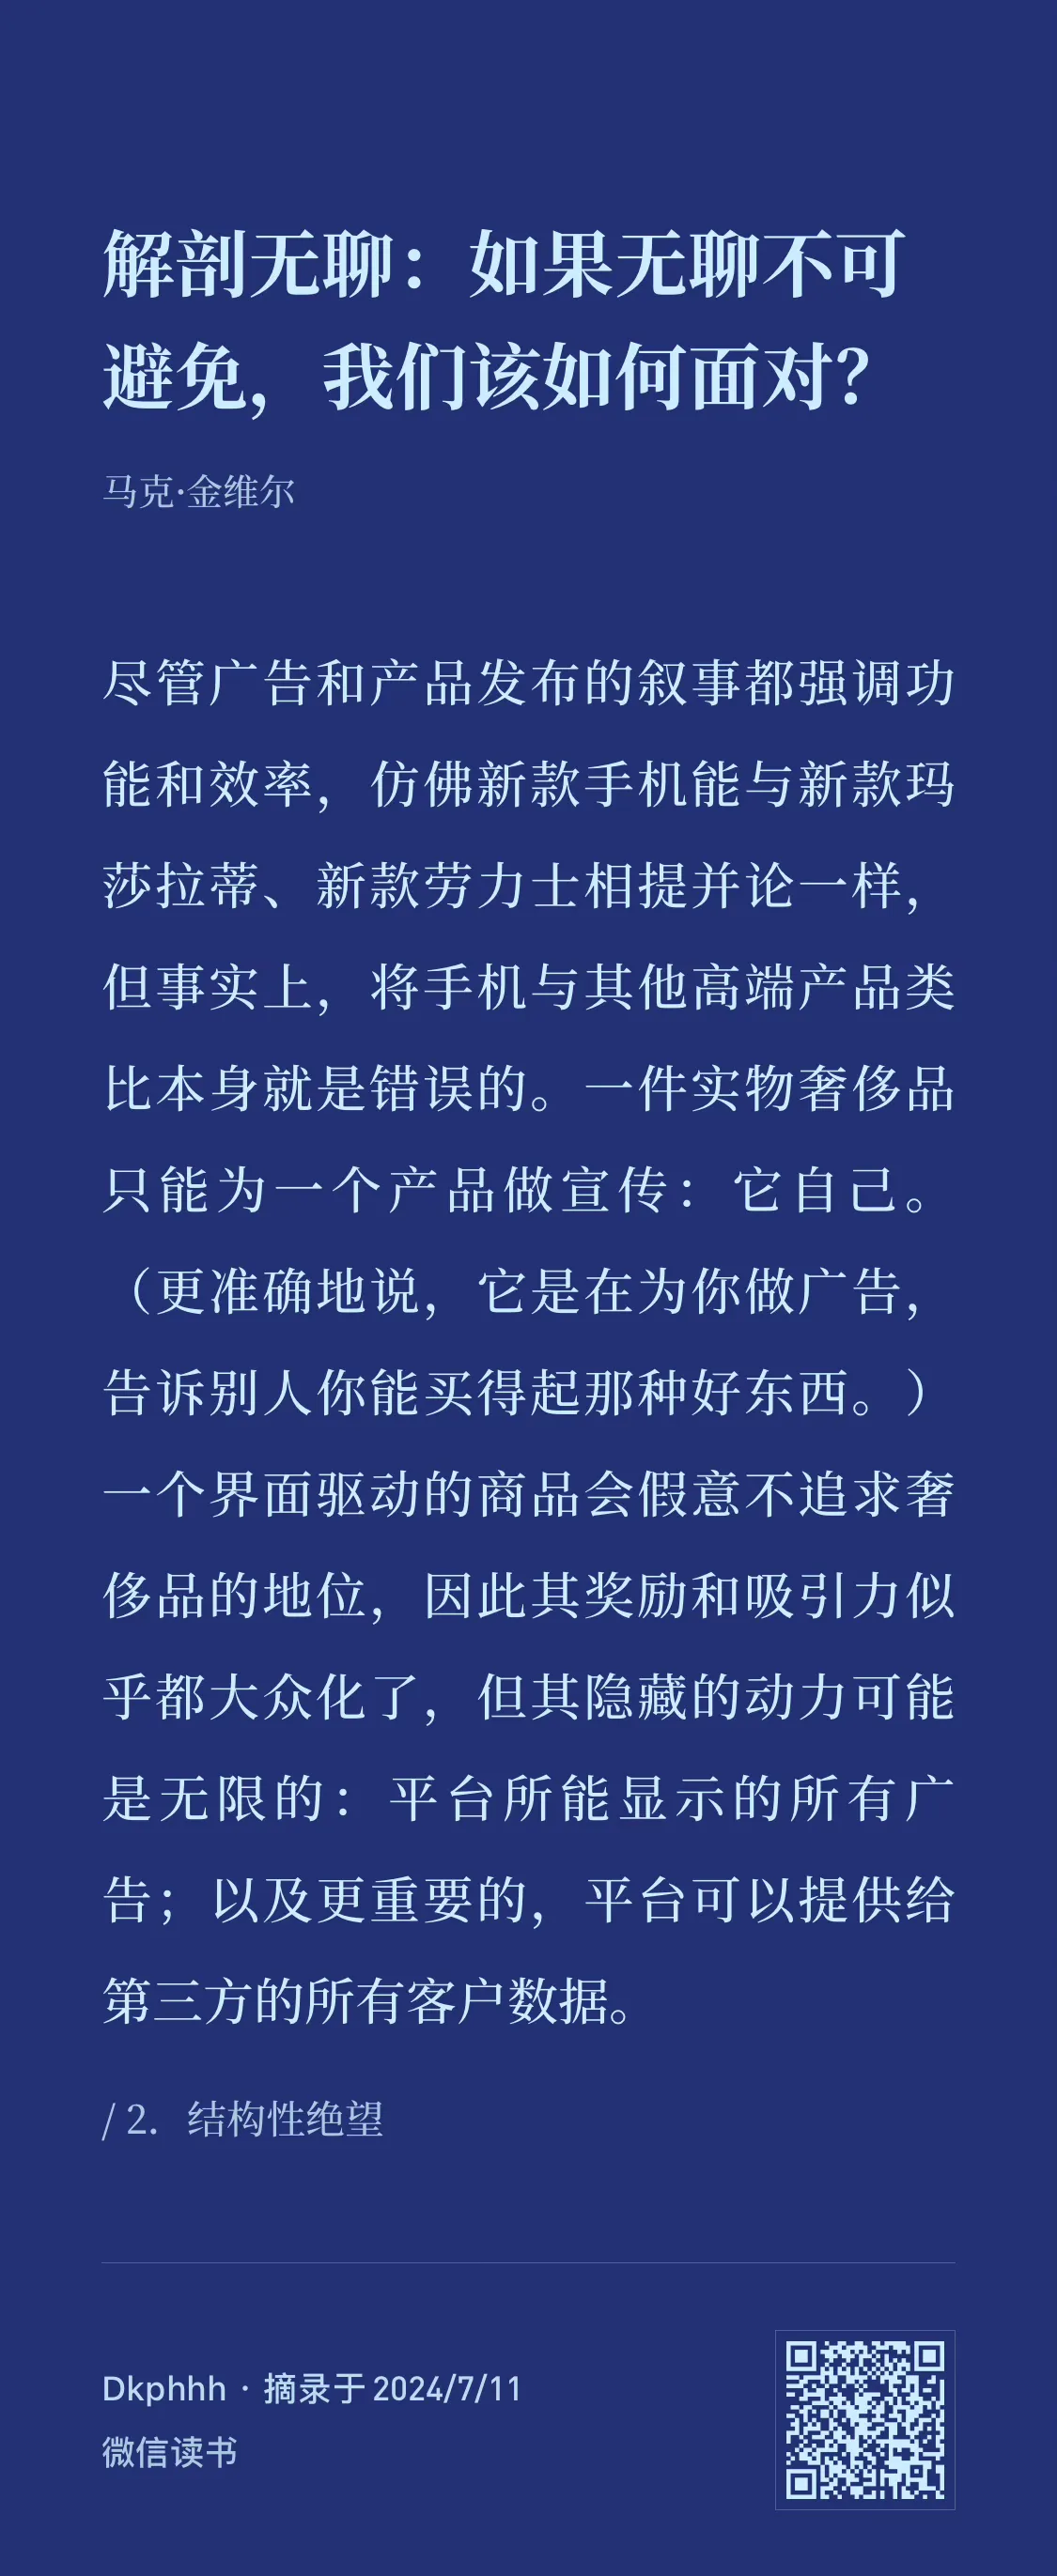 解剖无聊：如果无聊不可
避免，我们该如何面对？
马克·金维尔
尽管广告和产品发布的叙事都强调功
能和效率，仿佛新款手机能与新款玛
莎拉蒂、新款劳力士相提并论一样，
但事实上，将手机与其他高端产品类
比本身就是错误的。一件实物奢侈品
只能为一个产品做宣传：它自己。
（更准确地说，它是在为你做广告，
告诉别人你能买得起那种好东西。）
一个界面驱动的商品会假意不追求奢
侈品的地位，因此其奖励和吸引力似
乎都大众化了，但其隐藏的动力可能
是无限的：平台所能显示的所有广
告；以及更重要的，平台可以提供给
第三方的所有客户数据。
/ 2. 结构性绝望
Dkphhh · 摘录于 2024/7/11
微信读书